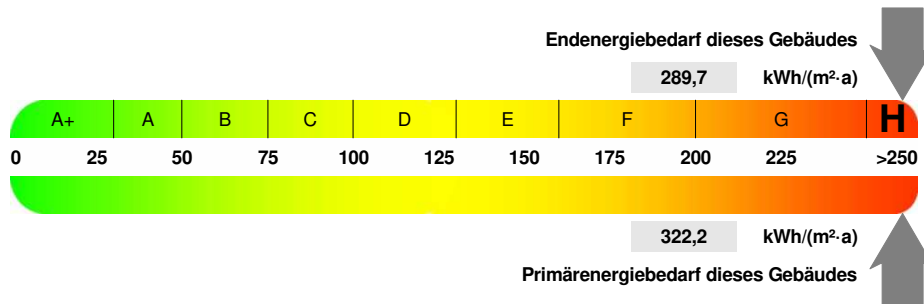 Endenergiebedarf dieses Gebäudes
289,7 kWh/(m²·a)
A+ A B C D E F G H
0 25 50 75 100 125 150 175 200 225 >250
322,2 kWh/(m²·a)
Primärenergiebedarf dieses Gebäudes